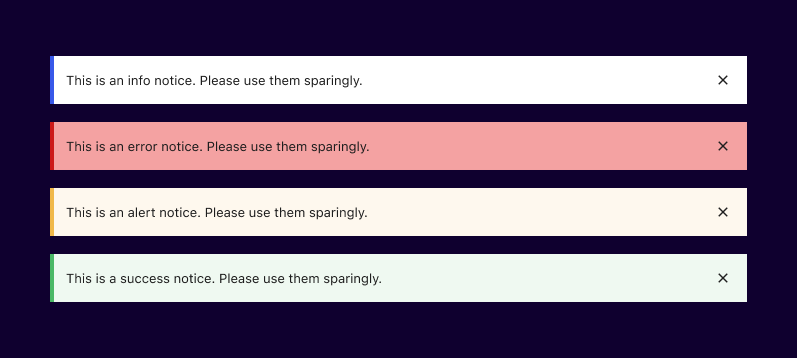 This is an info notice. Please use them sparingly.
This is an error notice. Please use them sparingly.
This is an alert notice. Please use them sparingly.
This is a success notice. Please use them sparingly.